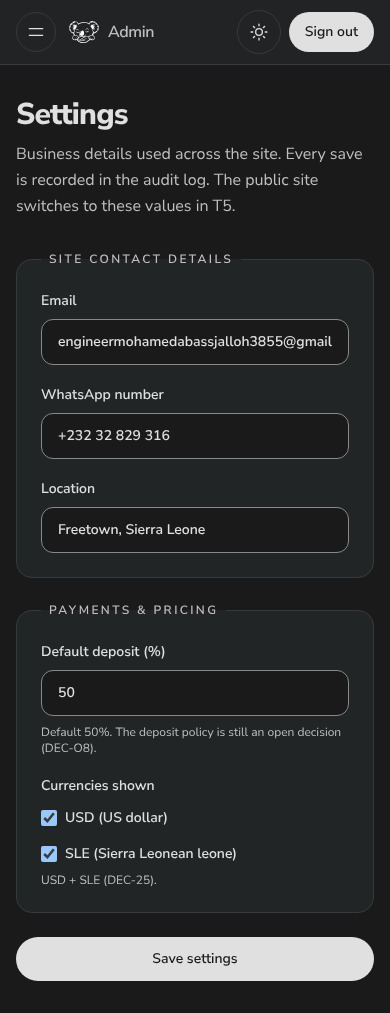 Admin
Sign out
Settings
Business details used across the site. Every save
is recorded in the audit log. The public site
switches to these values in T5.
SITE CONTACT DETAILS
Email
engineermohamedabassjalloh3855@gmail
WhatsApp number
+232 32 829 316
Location
Freetown, Sierra Leone
PAYMENTS & PRICING
Default deposit (%)
50
Default 50%. The deposit policy is still an open decision
(DEC-O8).
Currencies shown
USD (US dollar)
SLE (Sierra Leonean leone)
USD + SLE (DEC-25).
Save settings